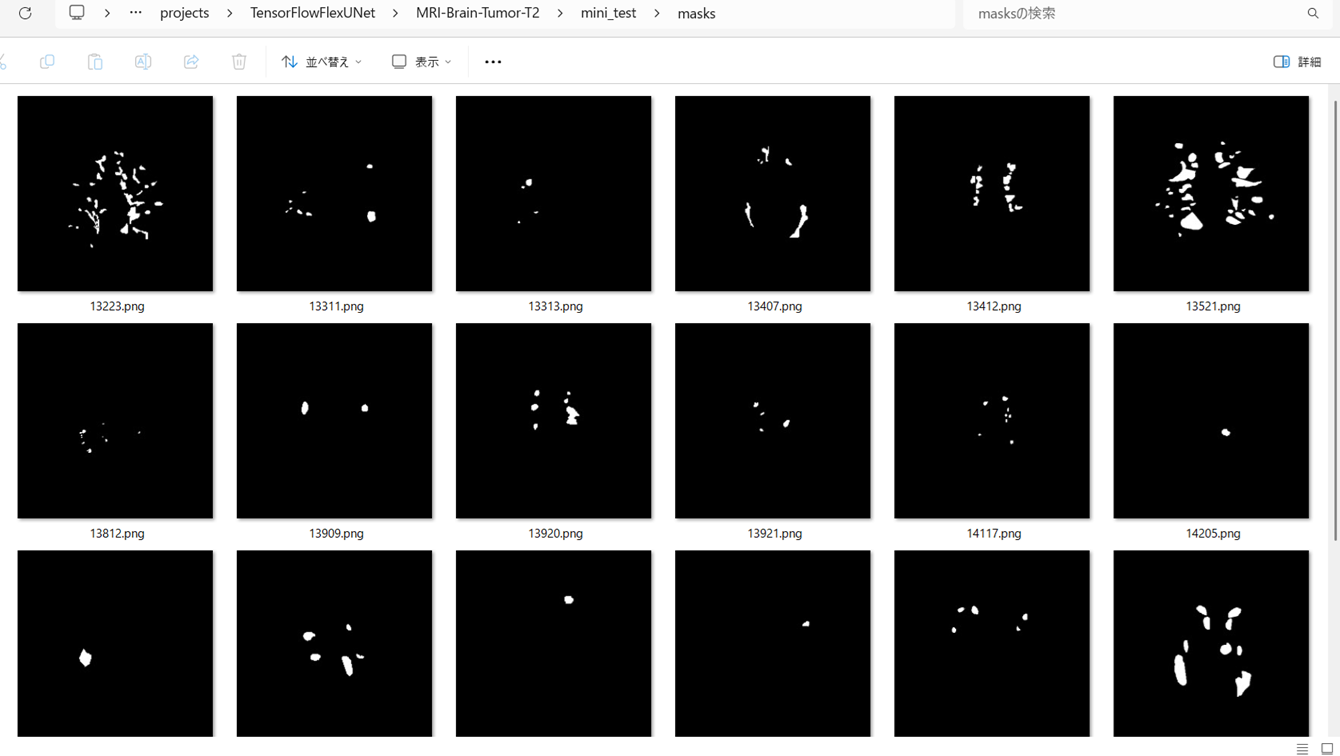 projects > TensorFlowFlexUNet > MRI-Brain-Tumor-T2 > mini_test > masks
masksの検索
並べ替え
表示
詳細
13223.png
13311.png
13313.png
13407.png
13412.png
13521.png
13812.png
13909.png
13920.png
13921.png
14117.png
14205.png